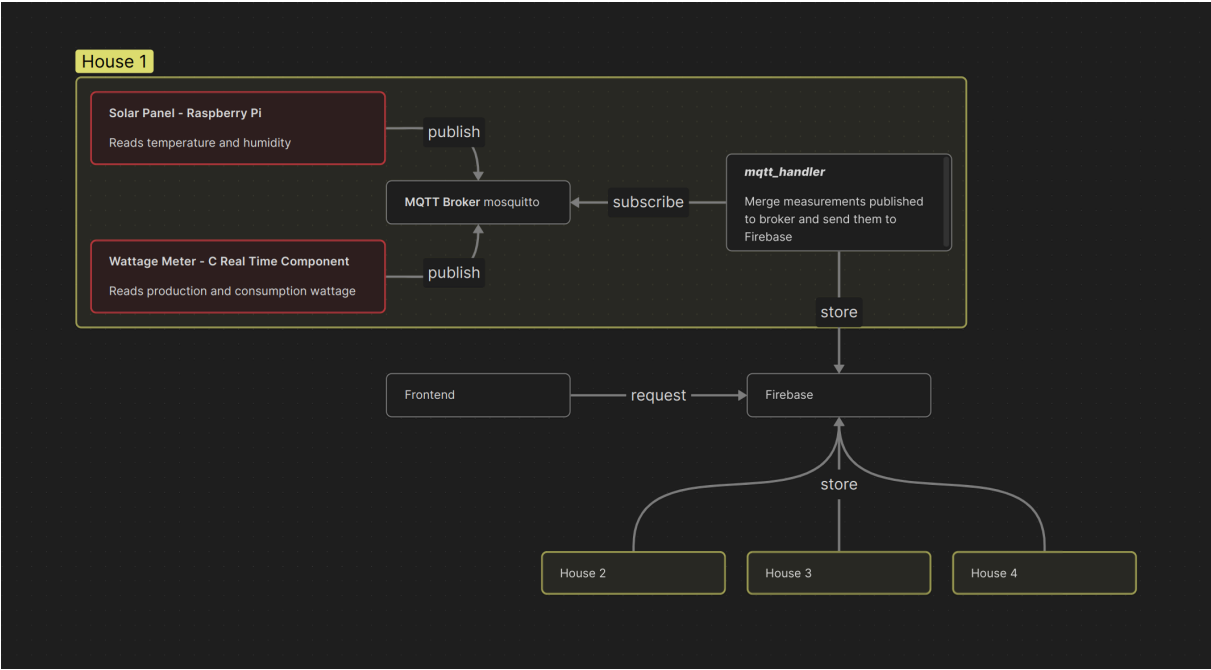 House 1
Solar Panel - Raspberry Pi
Reads temperature and humidity
publish
mqtt_handler
Merge measurements published
to broker and send them to
Firebase
MQTT Broker mosquitto
subscribe
Wattage Meter - C Real Time Component
Reads production and consumption wattage
publish
store
Frontend
request
Firebase
store
House 2
House 3
House 4